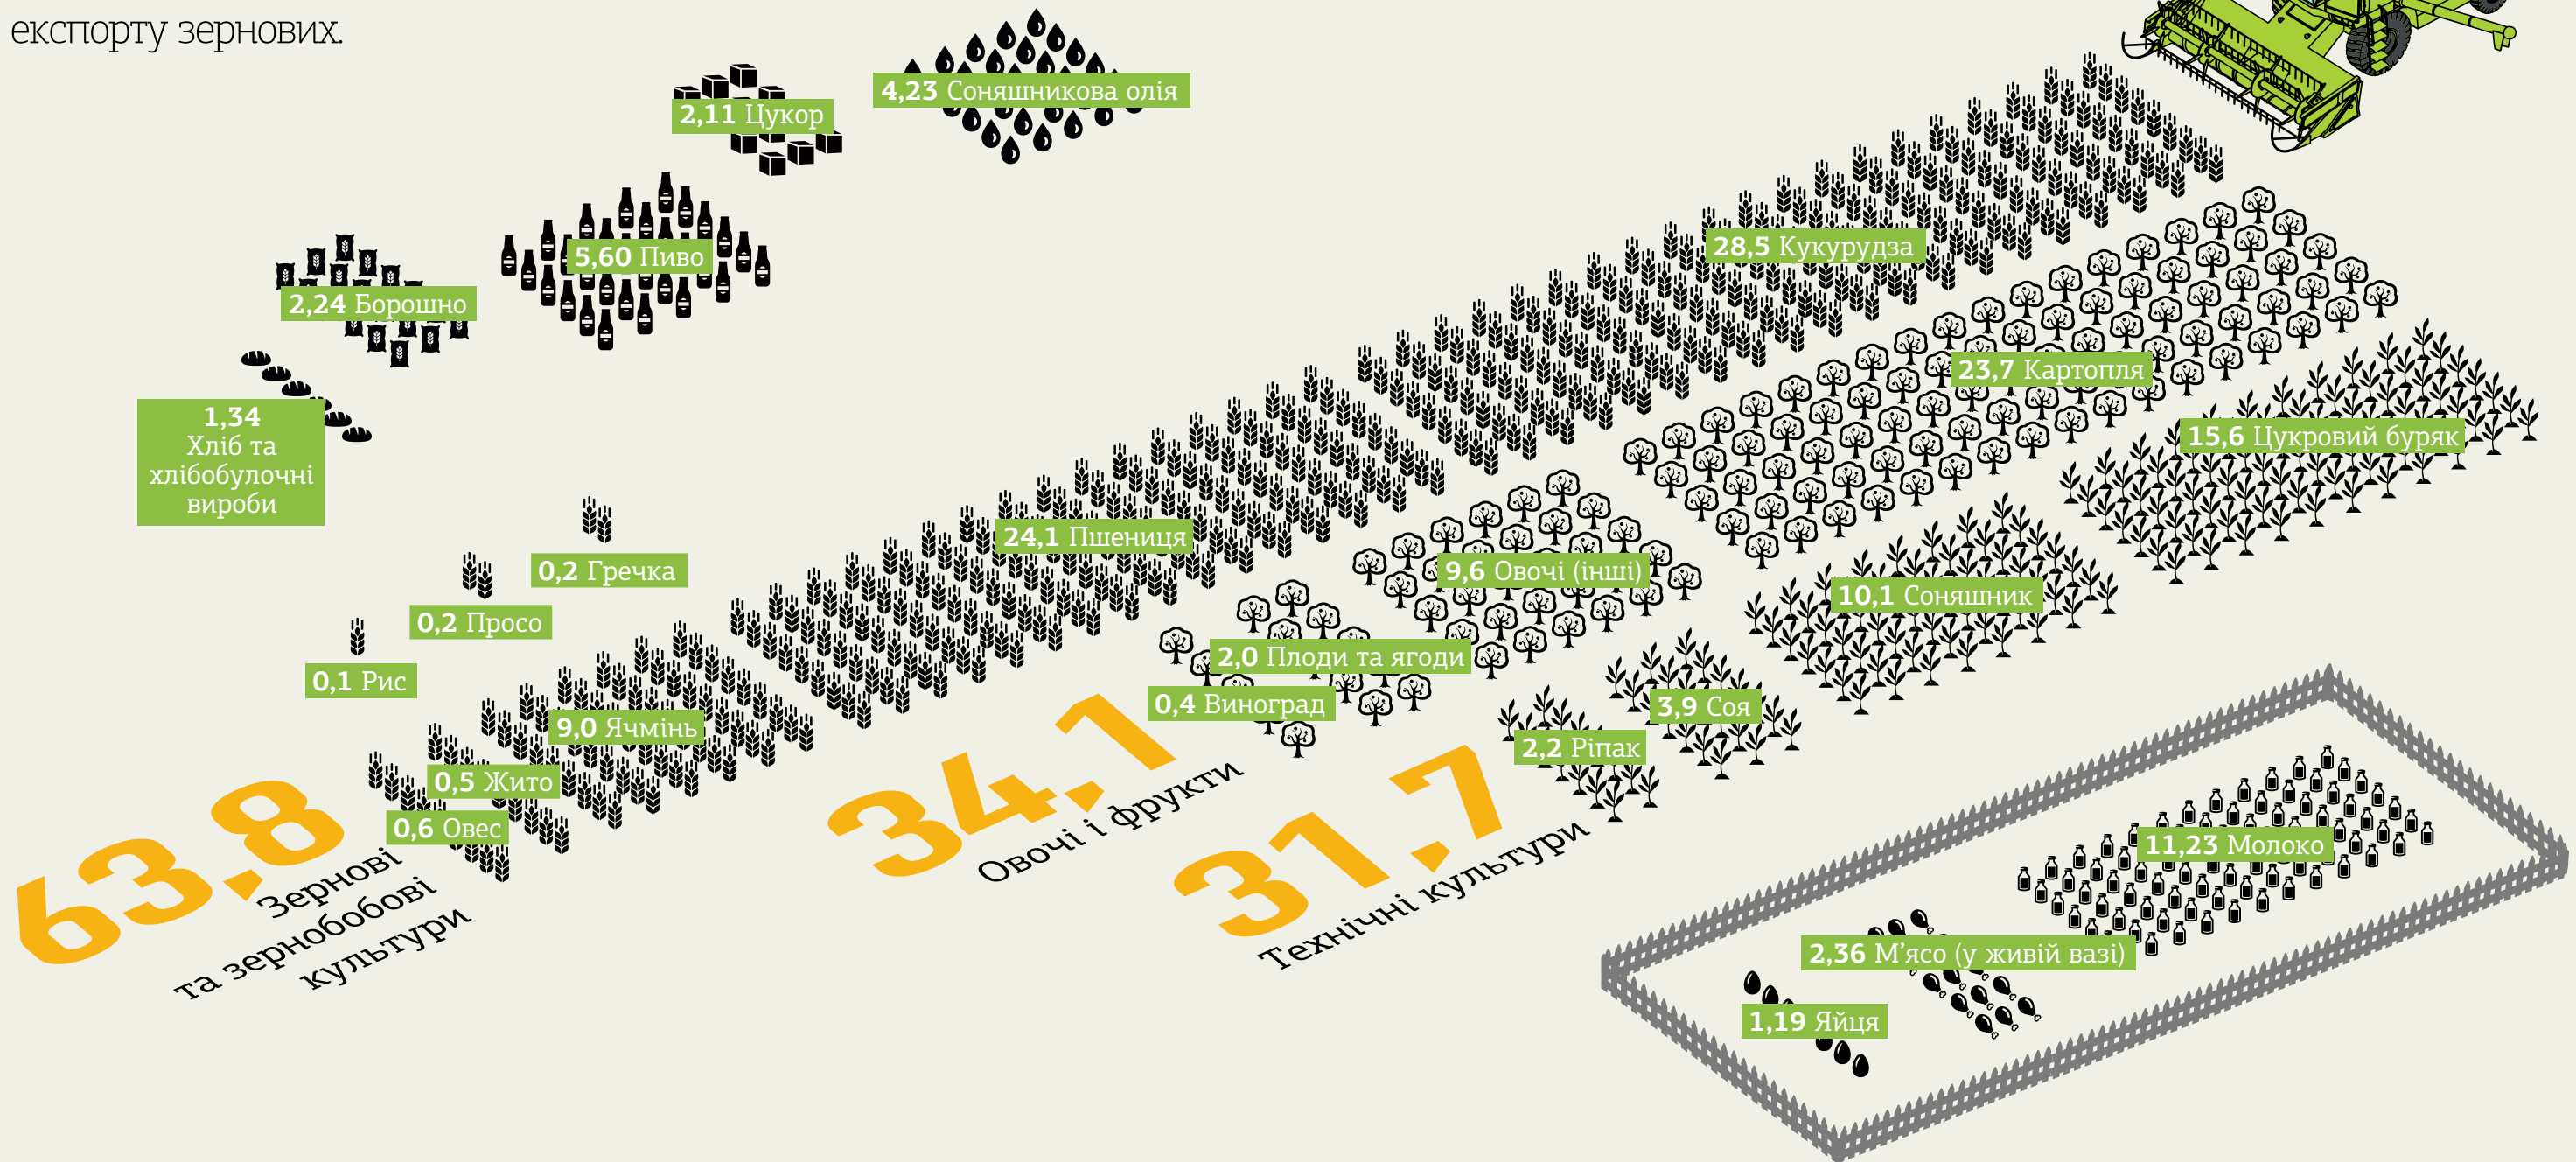 експорту зернових.
4,23 Соняшникова олія
2,11 Цукор
5,60 Пиво
2,24 Борошно
1,34
Хліб та
хлібобулочні
вироби
0,2 Гречка
0,2 Просо
0,1 Рис
28,5 Кукурудза
24,1 Пшениця
9,0 Ячмінь
0,5 Жито
0,6 Овес
63,8
Зернові
та зернобобові
культури
23,7 Картопля
9,6 Овочі (інші)
2,0 Плоди та ягоди
0,4 Виноград
34,1
Овочі і фрукти
15,6 Цукровий буряк
10,1 Соняшник
3,9 Соя
2,2 Ріпак
31,7
Технічні культури
11,23 Молоко
2,36 М’ясо (у живій вазі)
1,19 Яйця